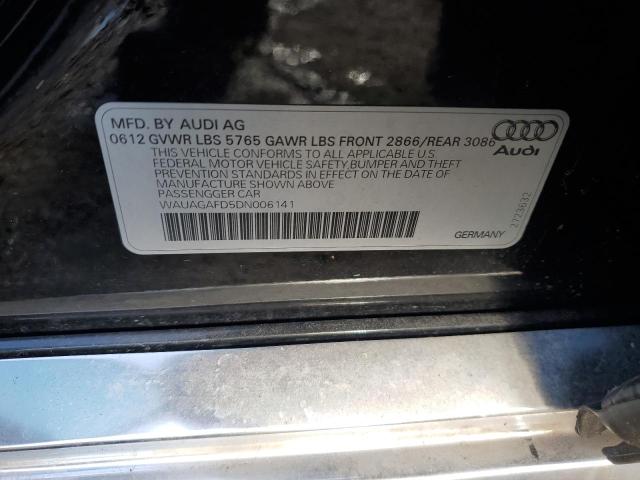 MFD. BY AUDI AG
0612 GVWR LBS 5765 GAWR LBS FRONT 2866/REAR 3086
THIS VEHICLE CONFORMS TO ALL APPLICABLE U.S.
FEDERAL MOTOR VEHICLE SAFETY,BUMPER AND THEFT
PREVENTION STANDARDS IN EFFECT ON THE DATE OF
MANUFACTURE SHOWN ABOVE.
PASSENGER CAR
WAUAGAFD5DN006141
Audi
GERMANY
2723632